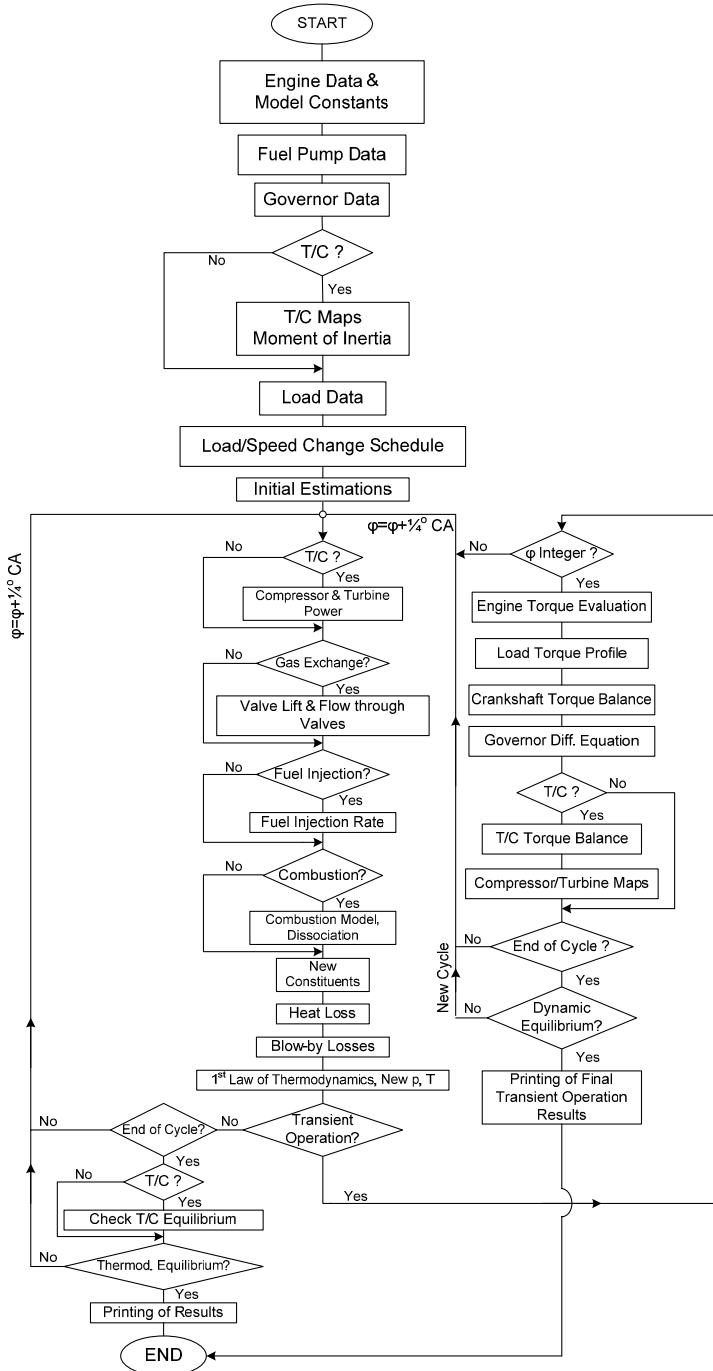 START
Engine Data &
Model Constants
Fuel Pump Data
Governor Data
T/C ?
No
Yes
T/C Maps
Moment of Inertia
Load Data
Load/Speed Change Schedule
Initial Estimations
φ=φ+¼° CA
φ=φ+¼° CA
No
T/C ?
Yes
Compressor & Turbine
Power
No
Gas Exchange?
Yes
Valve Lift & Flow through
Valves
No
Fuel Injection?
Yes
Fuel Injection Rate
No
Combustion?
Yes
Combustion Model,
Dissociation
New
Constituents
Heat Loss
Blow-by Losses
1st Law of Thermodynamics, New p, T
Transient
Operation?
No
Yes
End of Cycle?
No
Yes
T/C ?
No
Yes
Check T/C Equilibrium
No
Thermod. Equilibrium?
Yes
Printing of Results
END
φ Integer ?
No
Yes
Engine Torque Evaluation
Load Torque Profile
Crankshaft Torque Balance
Governor Diff. Equation
T/C ?
No
Yes
T/C Torque Balance
Compressor/Turbine Maps
No
End of Cycle ?
Yes
New Cycle
No
Dynamic
Equilibrium?
Yes
Printing of Final
Transient Operation
Results